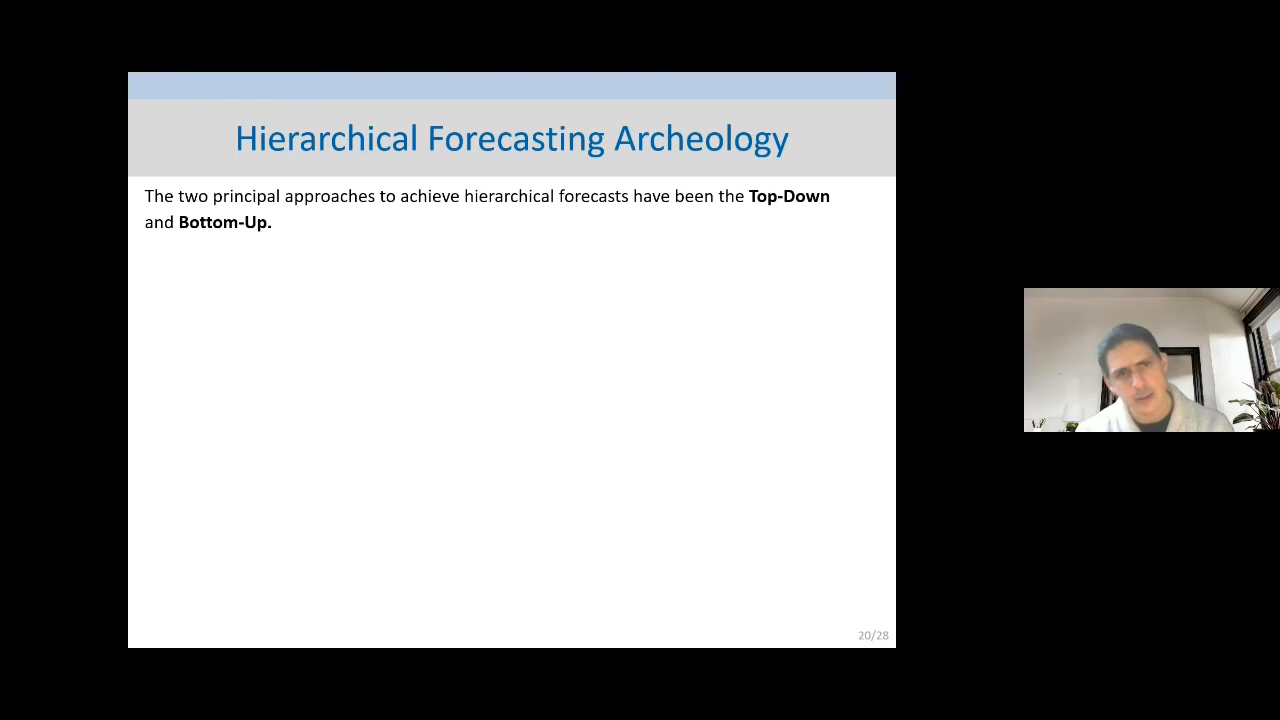 Hierarchical Forecasting Archeology
The two principal approaches to achieve hierarchical forecasts have been the Top-Down
and Bottom-Up.
20/28